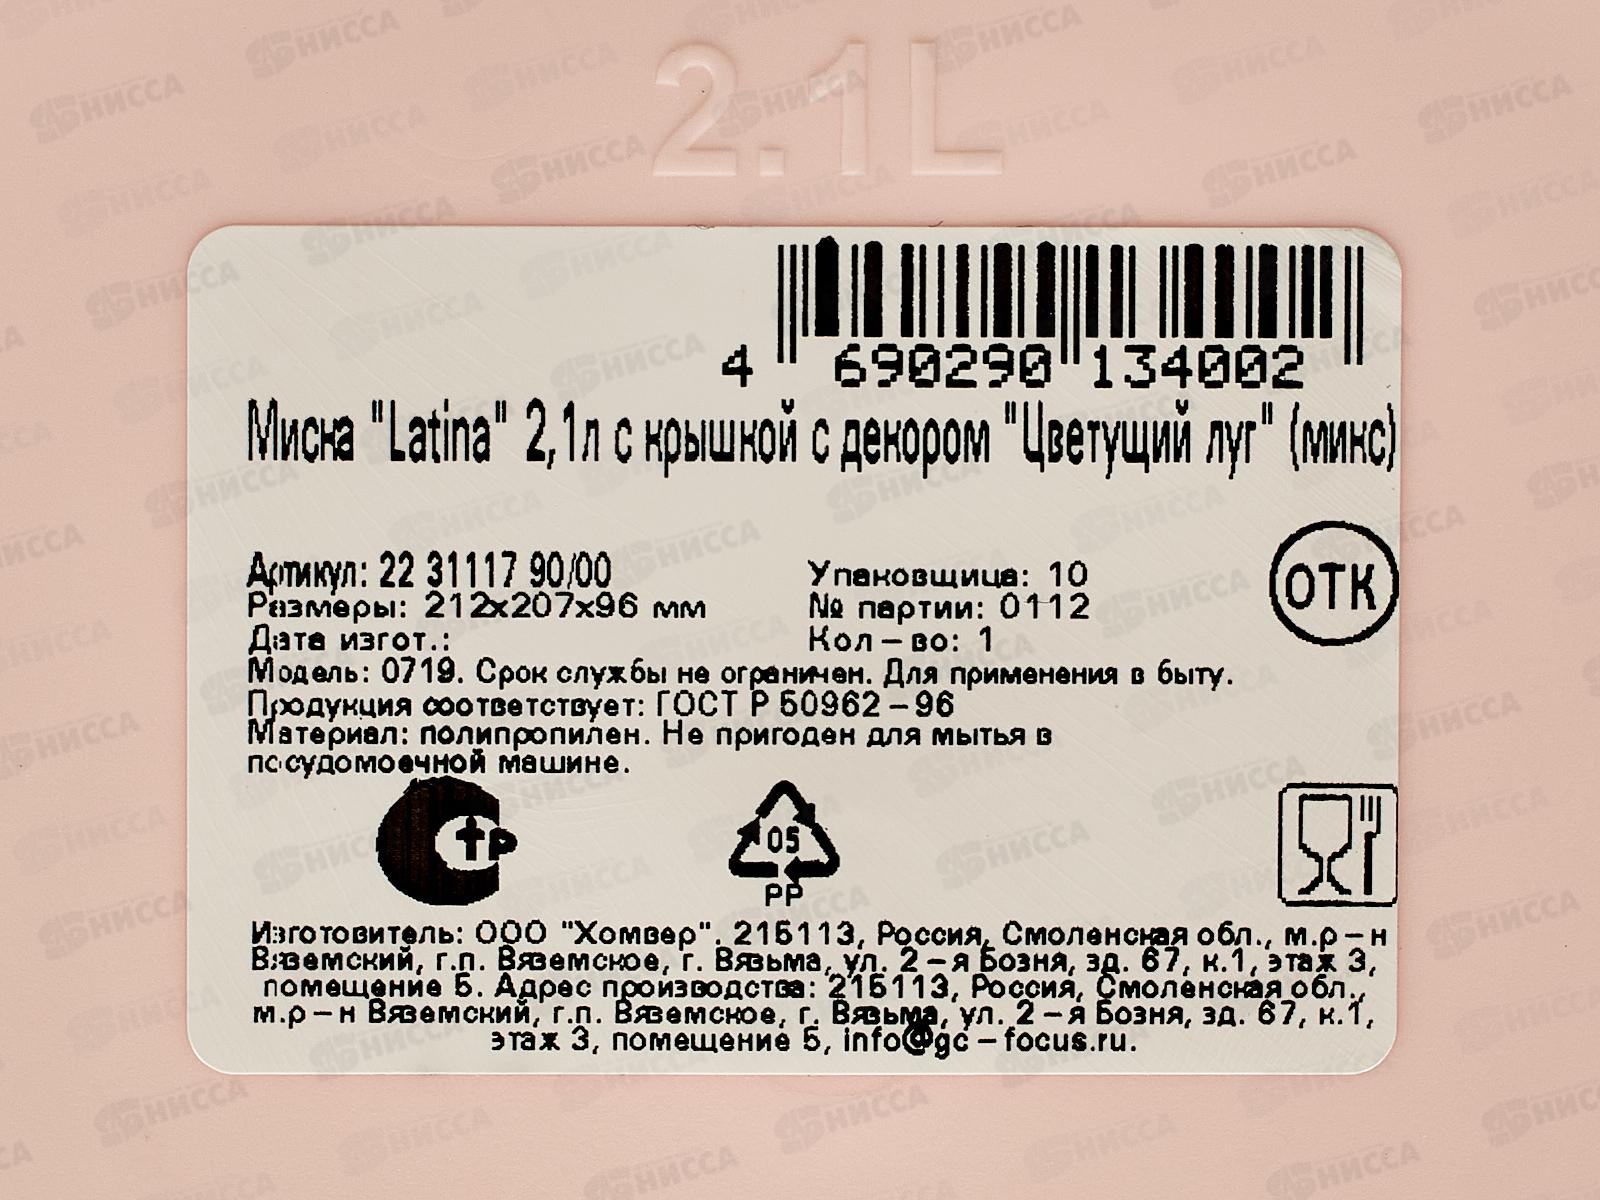 2.1L
4 690290 134002
Миска "Latina" 2,1л с крышкой с декором "Цветущий луг" (микс)
Артикул: 22 31117 90/00
Упаковщица: 10
Размеры: 212x207x96 мм
№ партии: 0112
Дата изгот.:
Кол-во: 1
ОТК
Модель: 0719. Срок службы не ограничен. Для применения в быту.
Продукция соответствует: ГОСТ Р 50962-96
Материал: полипропилен. Не пригоден для мытья в
посудомоечной машине.
СТР
05
PP
Изготовитель: ООО "Хомвер". 215113, Россия, Смоленская обл., м.р-н
Вяземский, г.п. Вяземское, г. Вязьма, ул. 2-я Бозня, зд. 67, к.1, этаж 3,
помещение 5. Адрес производства: 215113, Россия, Смоленская обл.,
м.р-н Вяземский, г.п. Вяземское, г. Вязьма, ул. 2-я Бозня, зд. 67, к.1,
этаж 3, помещение 5, info@gc-focus.ru.
НИССА